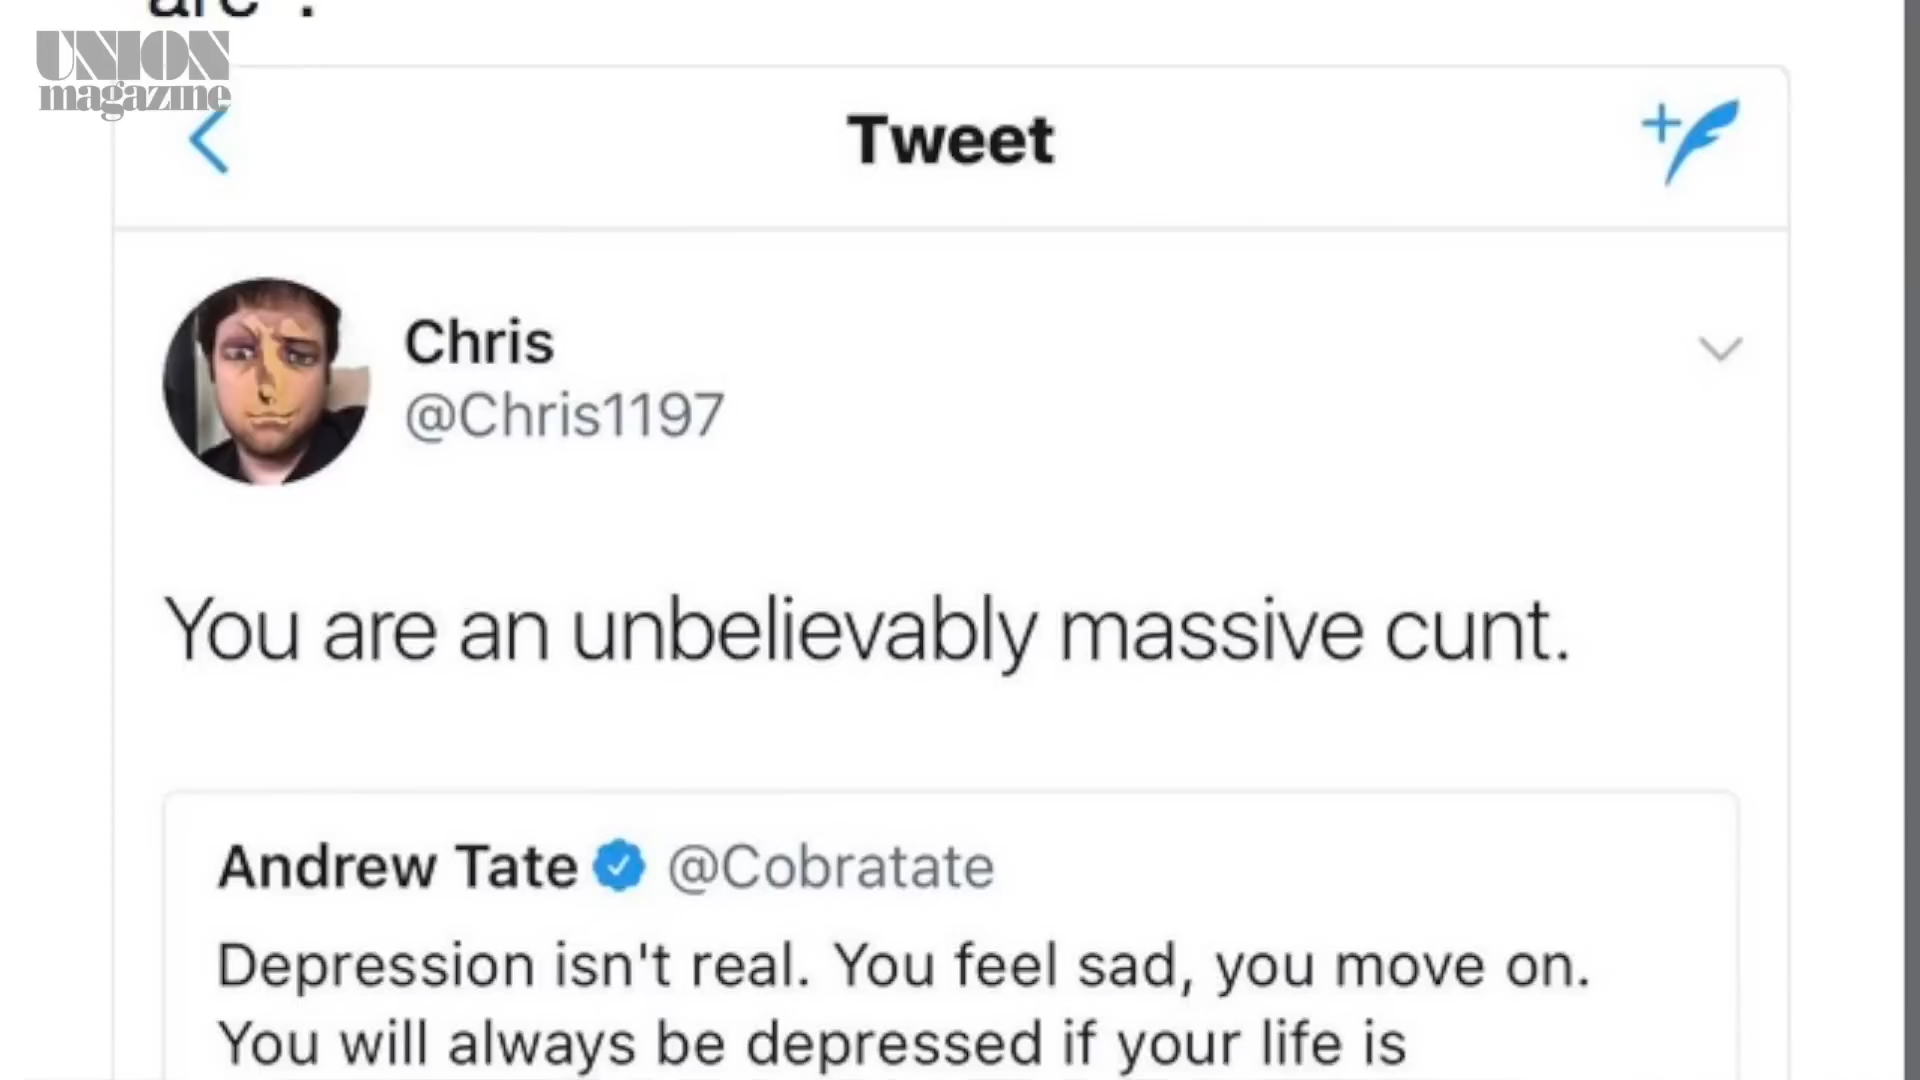 are".
UNION
magazine
Tweet
Chris
@Chris1197
You are an unbelievably massive cunt.
Andrew Tate @Cobratate
Depression isn't real. You feel sad, you move on.
You will always be depressed if your life is